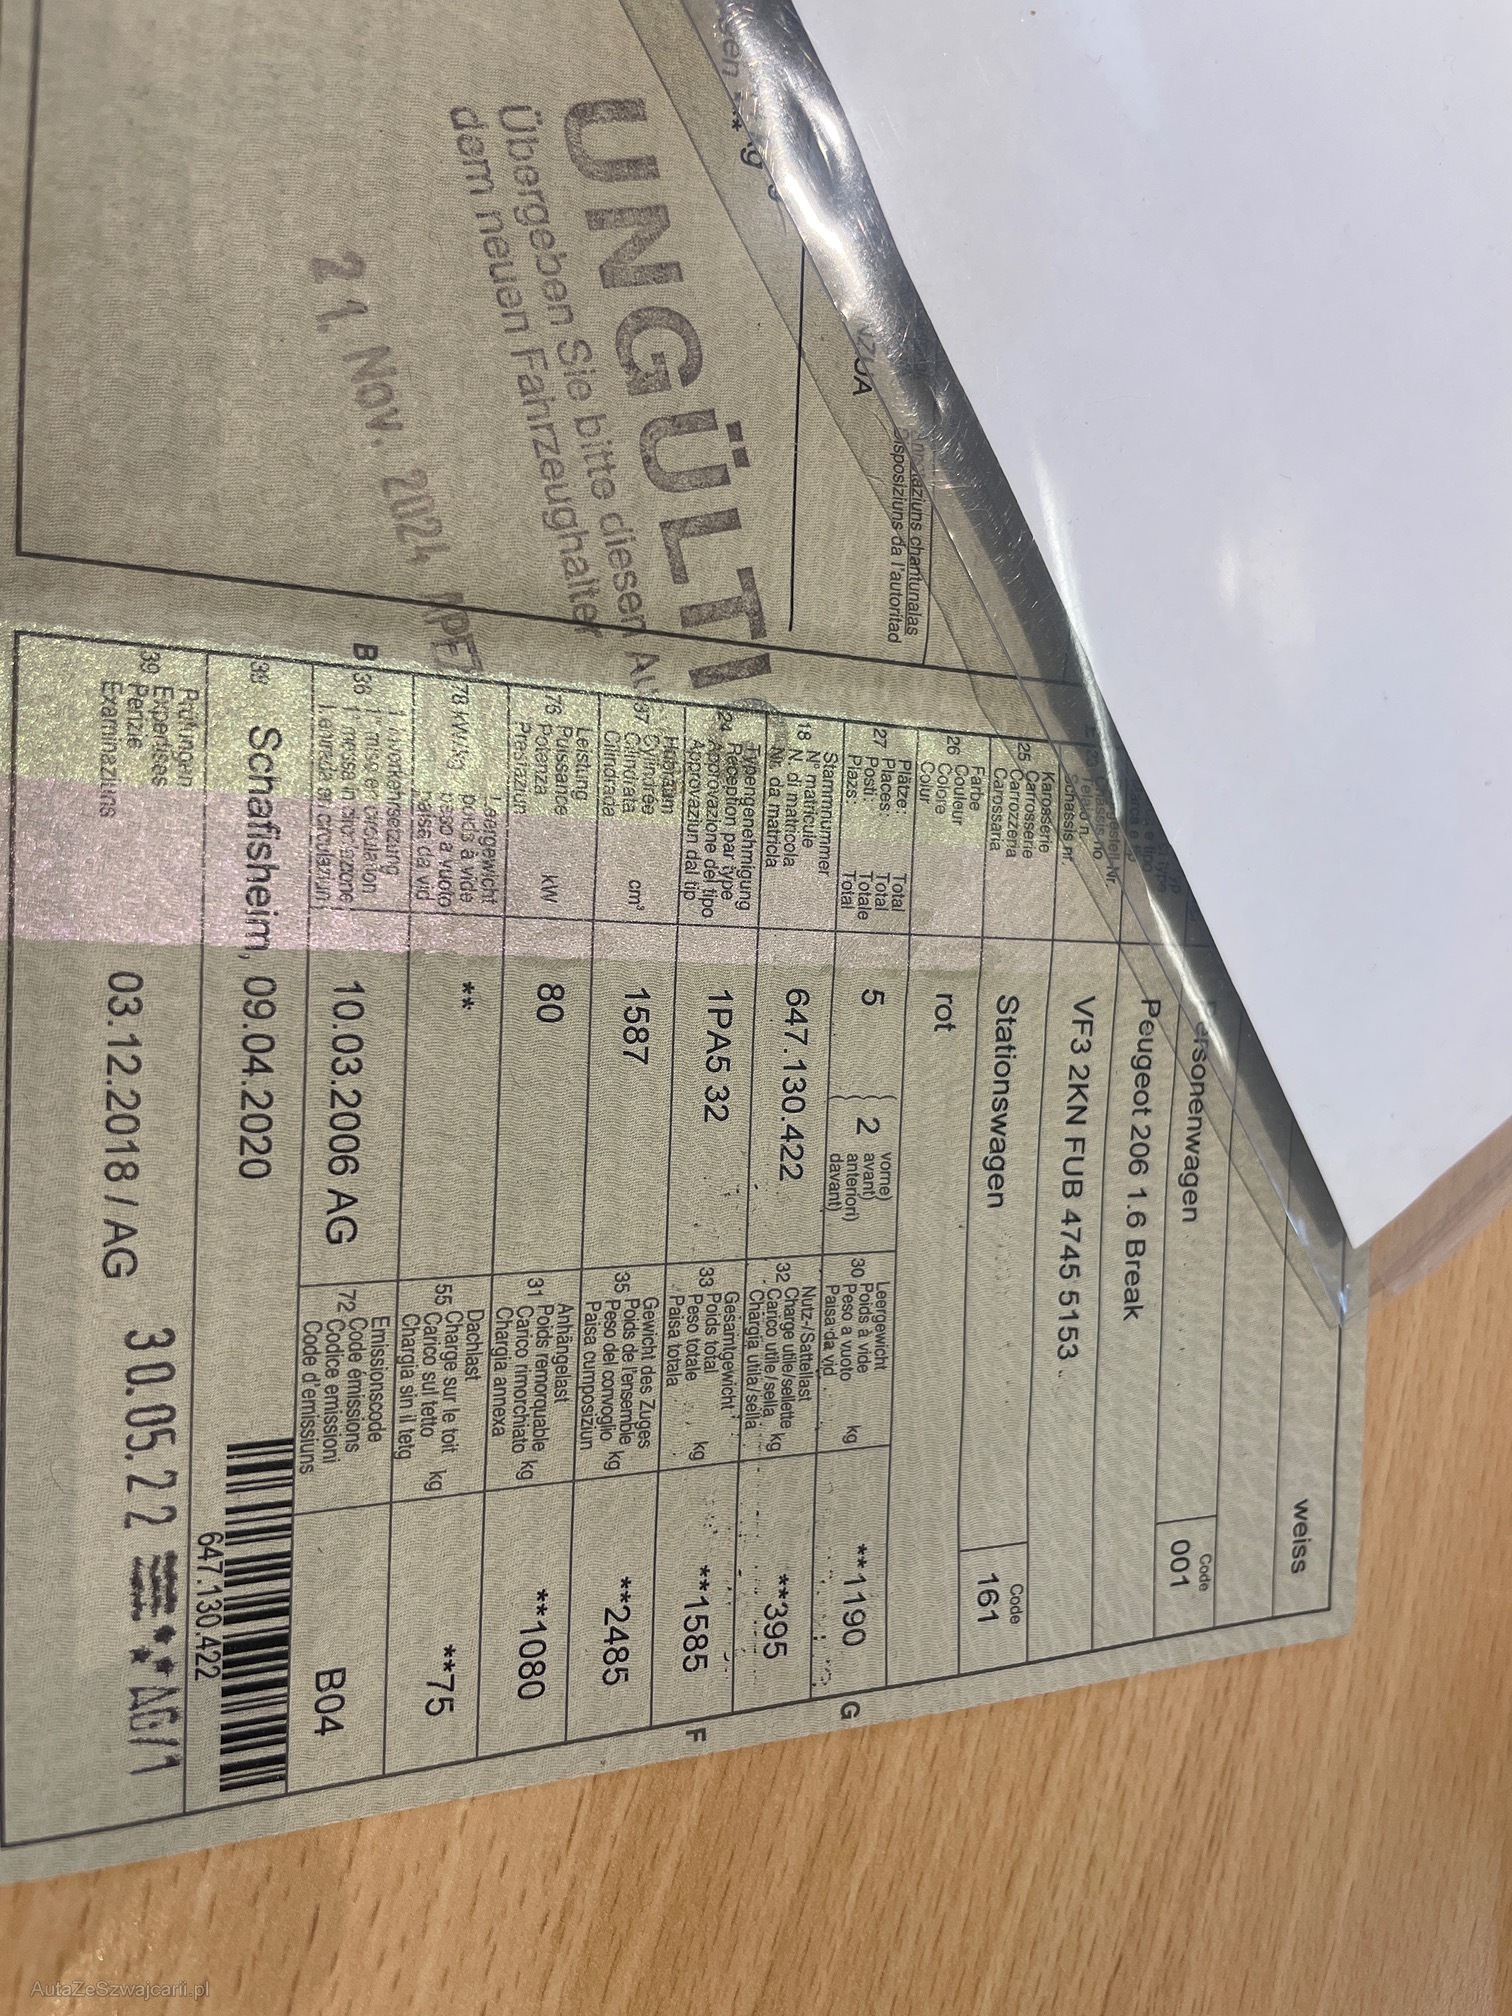 weiss
Code
Personenwagen
001
Peugeot 206 1.6 Break
VF3 2KN FUB 4745 5153
Schassis nr.
Karosserie
25 Carrosserie
Carrozzeria
Carossaria
Code
Stationswagen
161
Farbe
26 Couleur
Colore
Colur
rot
Plätze: Total
27 Places: Total
Posti: Totale
Plazs: Total
5
2
vorne)
avant)
anteriori)
davant)
Leergewicht
30 Poids à vide
Peso a vuoto kg
Paisa da vid
**1190
G
Stammnummer
18 N° matricule
N. di matricola
Nr. da matricla
647.130.422
Nutz-/Sattellast
32 Charge utile/sellette kg
Carico utile/sella
Chargia utila/sella
**395
Typengenehmigung
24 Réception par type
Approvazione del tipo
Approvaziun dal tip
1PA5 32
Gesamtgewicht
33 Poids total
Peso totale kg
Paisa totala
**1585
F
Hubraum
37 Cylindrée cm³
Cilindrata
Cilindrada
1587
Gewicht des Zuges
35 Poids de l'ensemble kg
Peso del convoglio
Paisa cumposiziun
**2485
Leistung
76 Puissance kW
Potenza
Prestaziun
80
Anhängelast
31 Poids remorquable kg
Carico rimorchiato
Chargia annexa
**1080
Leergewicht
78 kW/kg poids à vide
peso a vuoto
paisa da vid
**
Dachlast
55 Charge sur le toit kg
Carico sul tetto
Chargia sin il tetg
**75
B 36
1. Inverkehrsetzung
1re mise en circulation
1a messa in circolazione
1. entrada en circulaziun
10.03.2006 AG
Emissionscode
72 Code émissions
Codice emissioni
Code d'emissiuns
B04
38 Schafisheim, 09.04.2020
647.130.422
Prüfungen
39 Expertises
Perizie
Examinaziuns
03.12.2018 / AG
30.05.22
AG/1
disposiziuns da l'autoritad
UNGÜLTIG
Übergeben Sie bitte diesen
dem neuen Fahrzeughalter
21. Nov. 2024
AutaZeSzwajcarii.pl